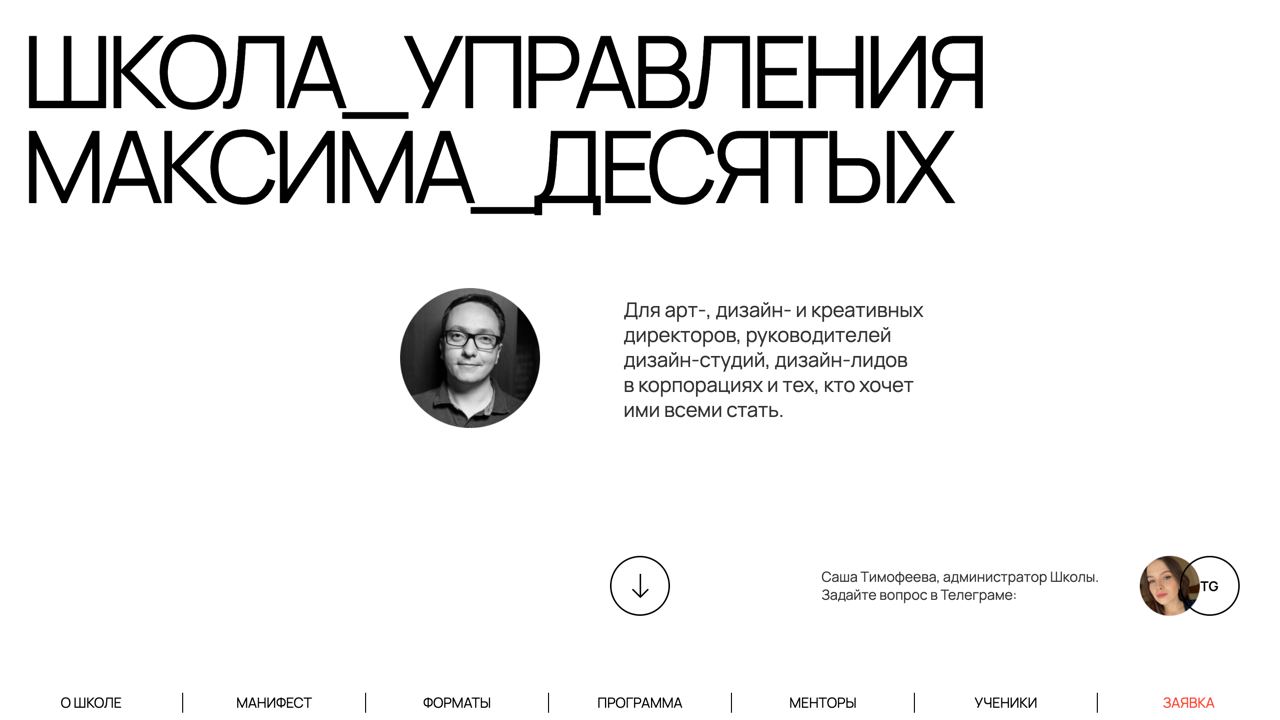 ШКОЛА_УПРАВЛЕНИЯ
МАКСИМА_ДЕСЯТЫХ
Для арт-, дизайн- и креативных
директоров, руководителей
дизайн-студий, дизайн-лидов
в корпорациях и тех, кто хочет
ими всеми стать.
Саша Тимофеева, администратор Школы.
Задайте вопрос в Телеграме:
TG
О ШКОЛЕ
МАНИФЕСТ
ФОРМАТЫ
ПРОГРАММА
МЕНТОРЫ
УЧЕНИКИ
ЗАЯВКА